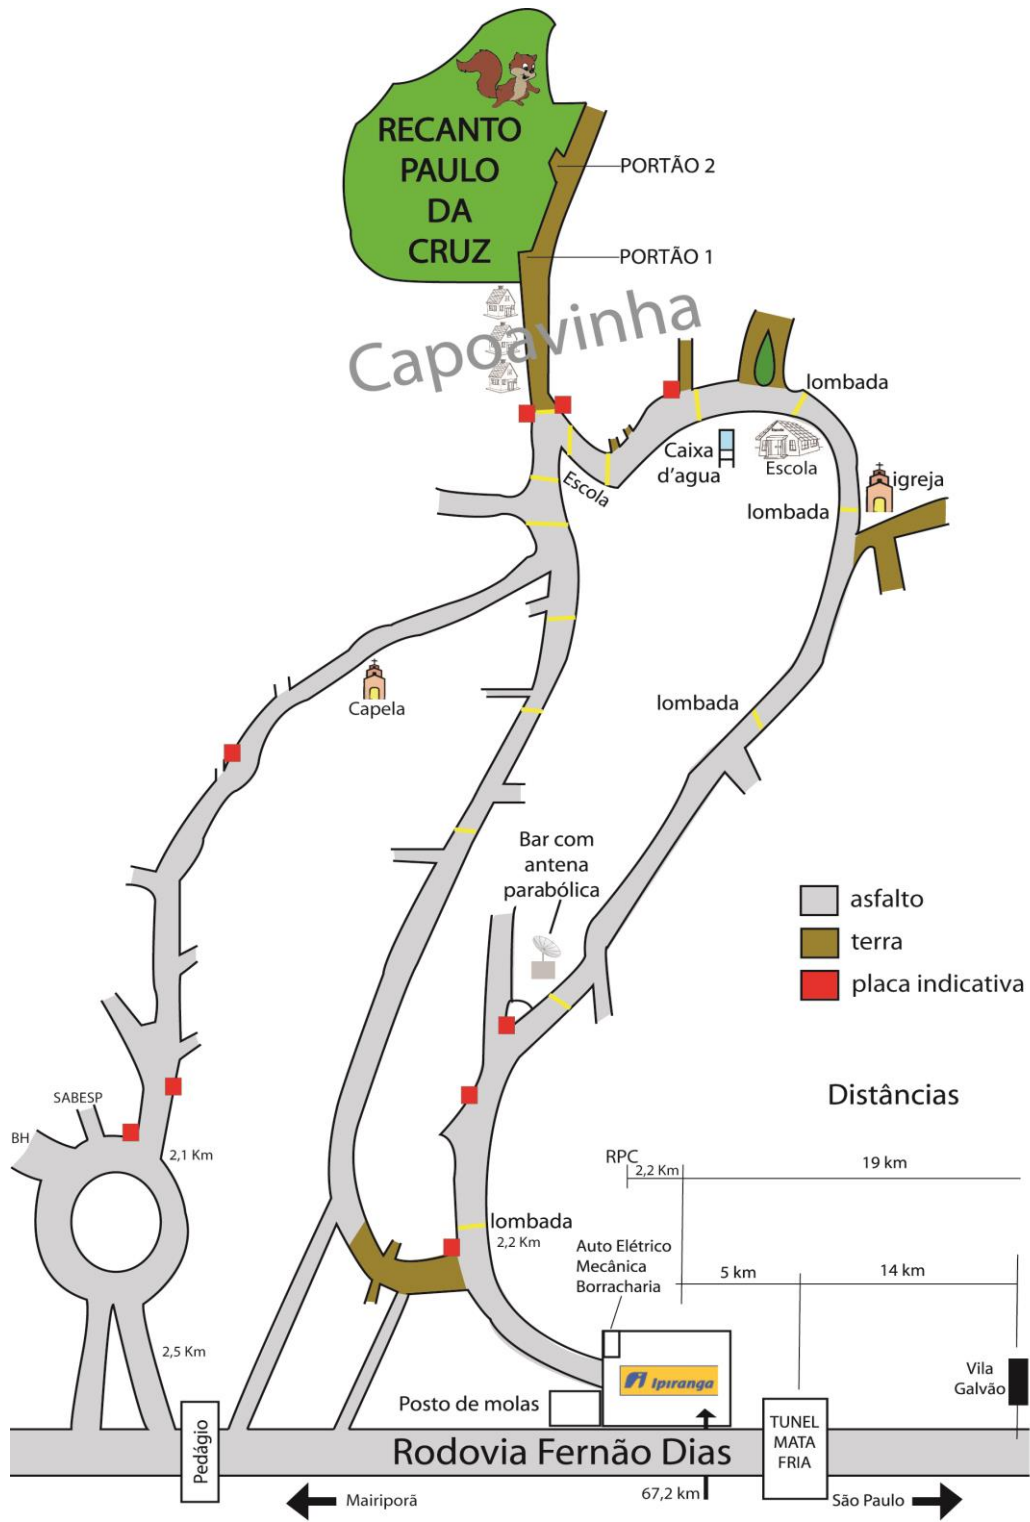 RECANTO
PAULO
DA
CRUZ
PORTÃO 2
PORTÃO 1
Capoavinha
lombada
Caixa
d'agua
Escola
Escola
igreja
lombada
Capela
lombada
Bar com
antena
parabólica
asfalto
terra
placa indicativa
SABESP
BH
2,1 Km
Distâncias
RPC
2,2 Km
19 km
lombada
2,2 Km
Auto Elétrico
Mecânica
Borracharia
5 km
14 km
2,5 Km
Ipiranga
Vila
Galvão
Posto de molas
Pedágio
Rodovia Fernão Dias
TUNEL
MATA
FRIA
Mairiporã
67,2 km
São Paulo